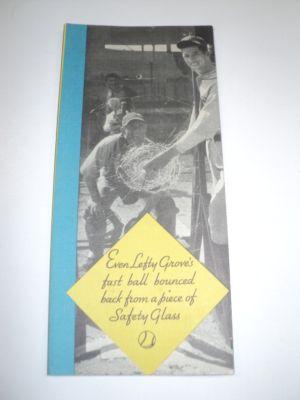 Even Lefty Grove's
fast ball bounced
back from a piece of
Safety Glass